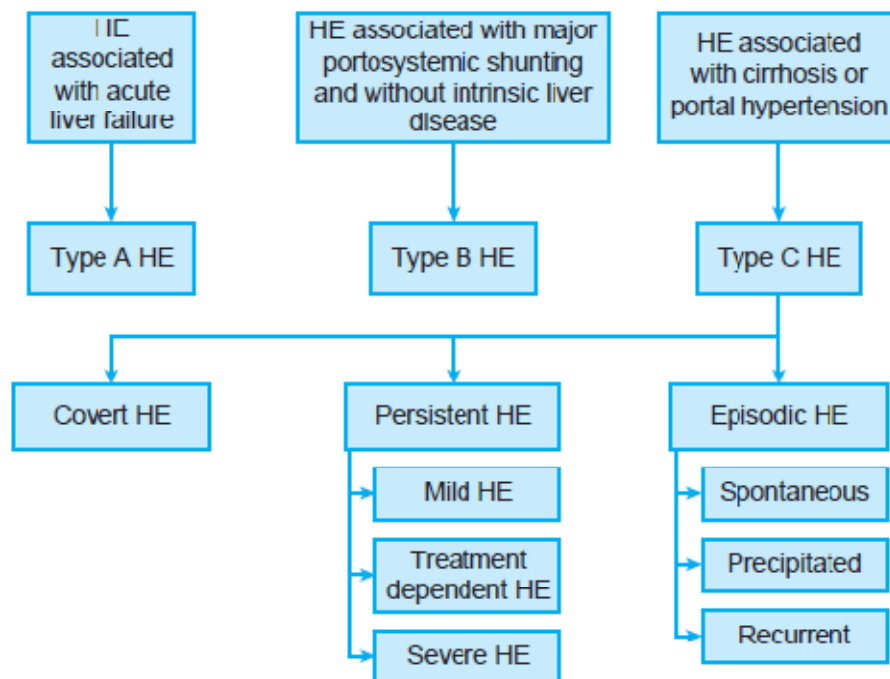 HE
associated
with acute
liver failure
HE associated with major
portosystemic shunting
and without intrinsic liver
disease
HE associated
with cirrhosis or
portal hypertension
Type A HE
Type B HE
Type C HE
Covert HE
Persistent HE
Episodic HE
Mild HE
Treatment
dependent HE
Severe HE
Spontaneous
Precipitated
Recurrent